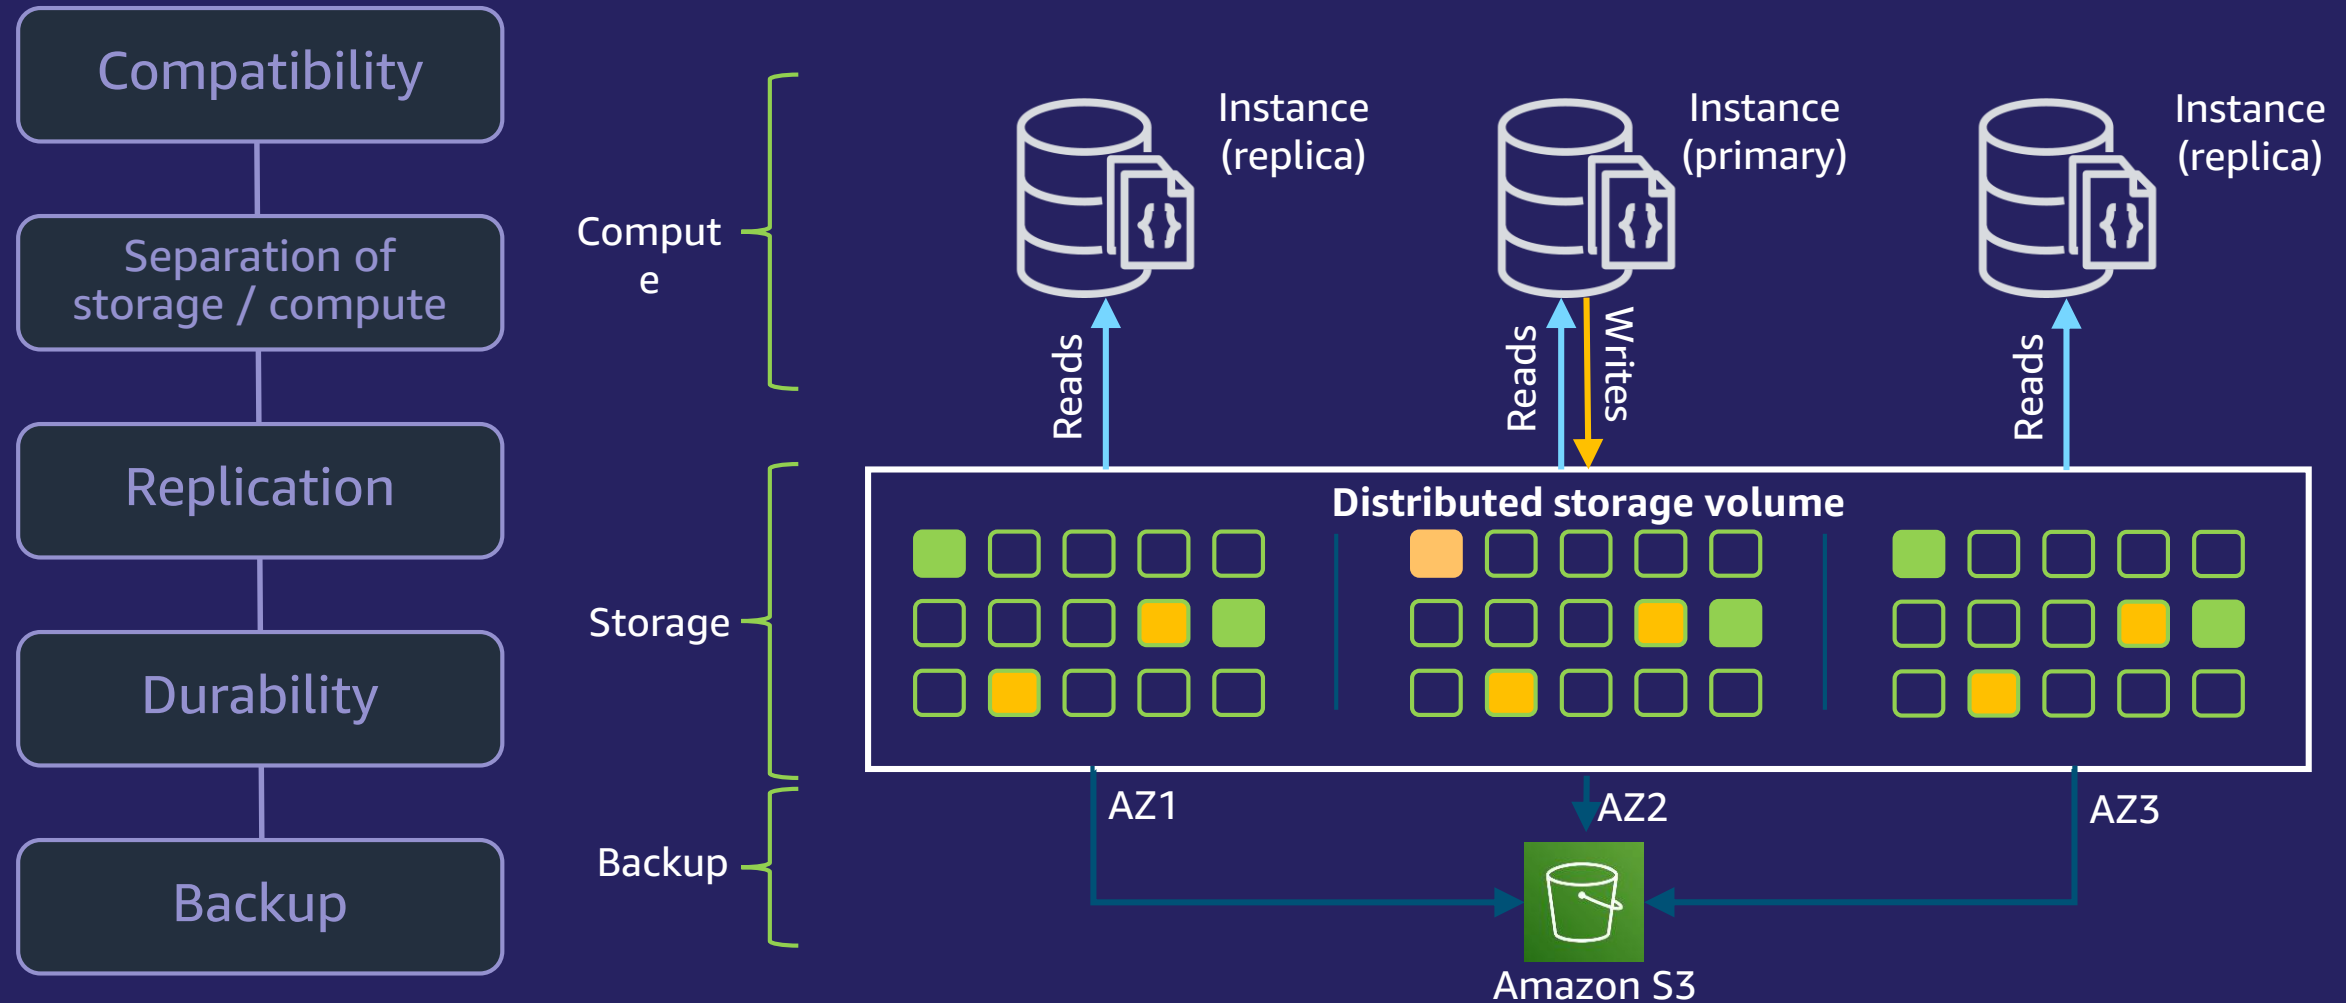 Compatibility
Separation of
storage / compute
Replication
Durability
Backup
Comput
e
Storage
Backup
Instance
(replica)
Instance
(primary)
Instance
(replica)
Reads
Reads
Writes
Reads
Distributed storage volume
AZ1
AZ2
AZ3
Amazon S3